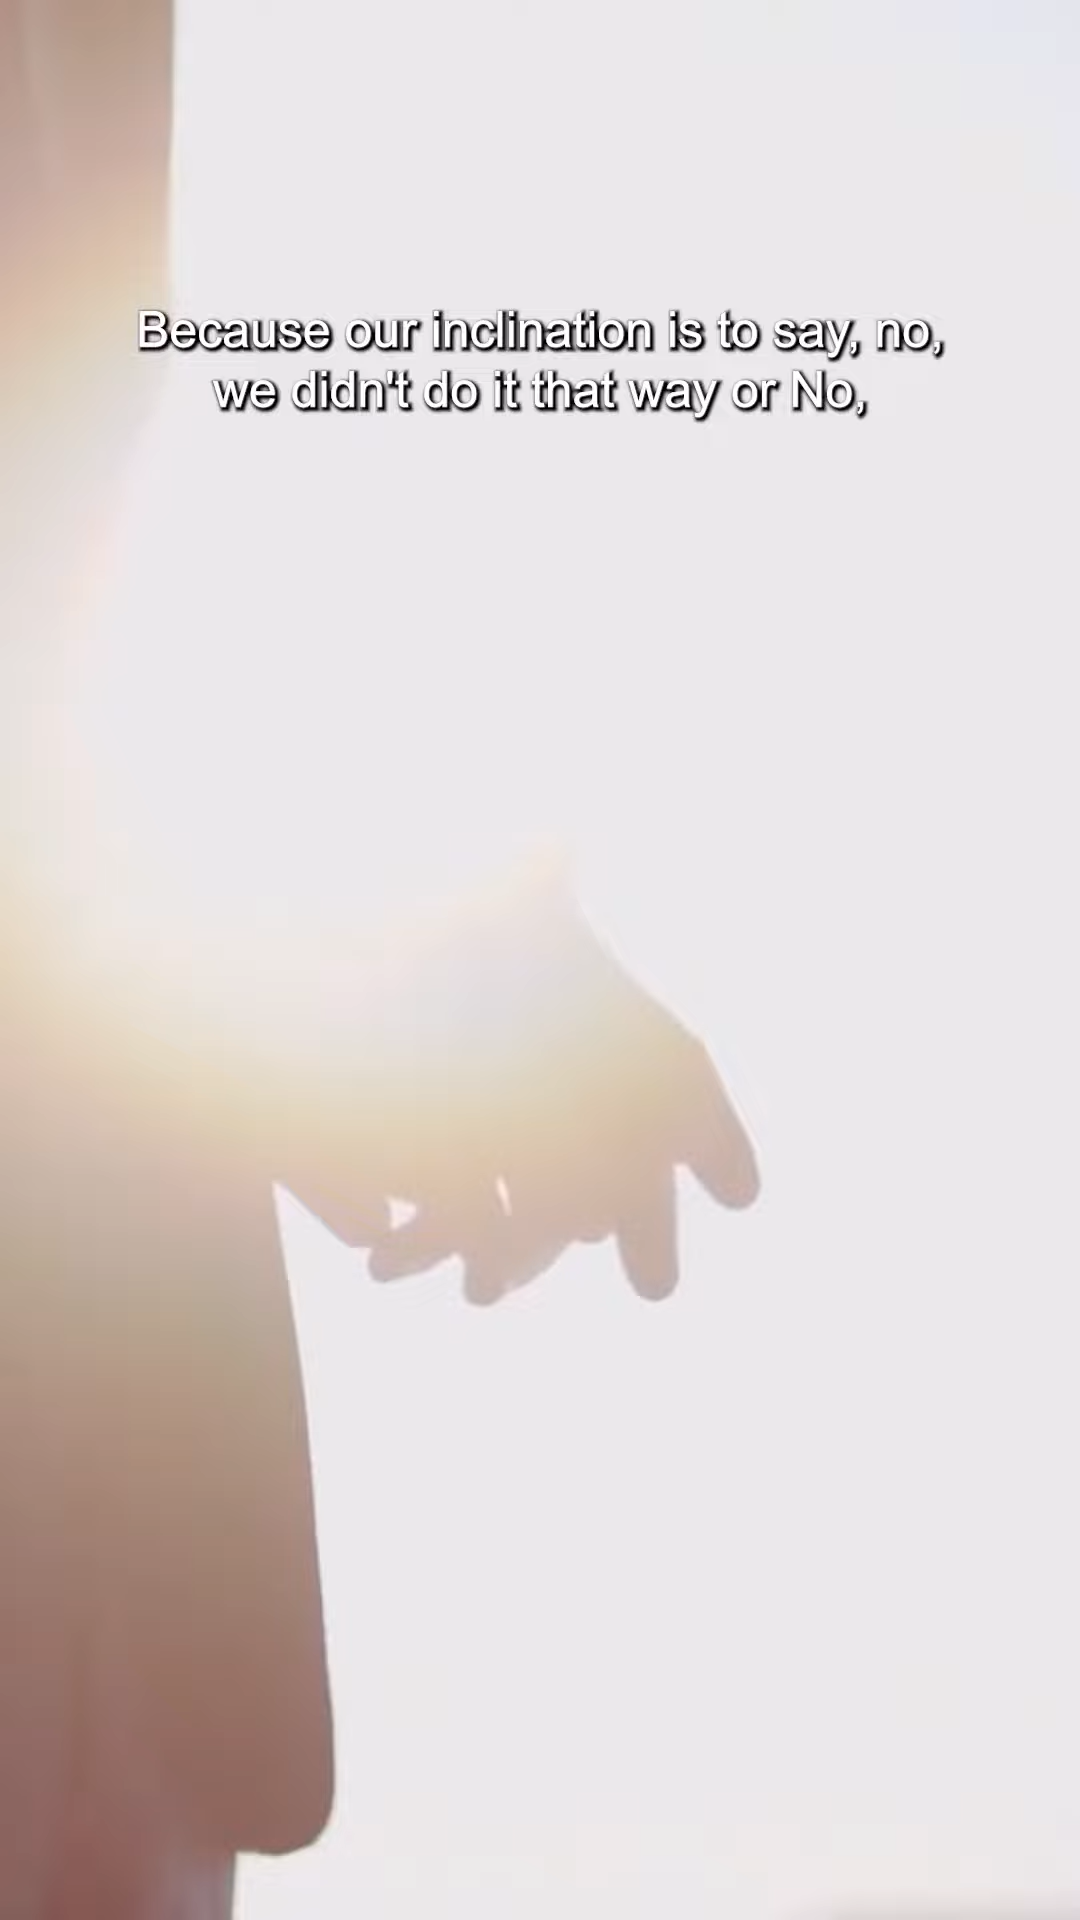 Because our inclination is to say, no,
we didn't do it that way or No,